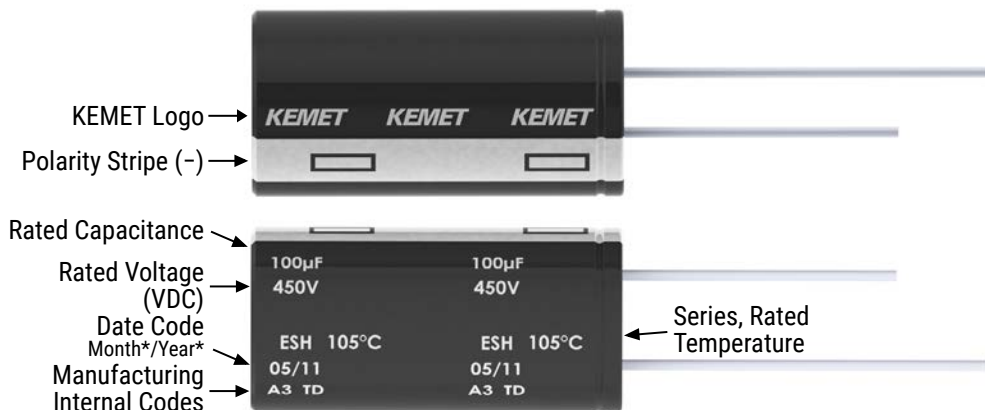 KEMET Logo
KEMET KEMET KEMET
Polarity Stripe (-)
Rated Capacitance
100µF 100µF
Rated Voltage
(VDC)
450V 450V
Date Code
Month*/Year*
ESH 105°C ESH 105°C
Series, Rated
Temperature
05/11 05/11
Manufacturing
Internal Codes
A3 TD A3 TD